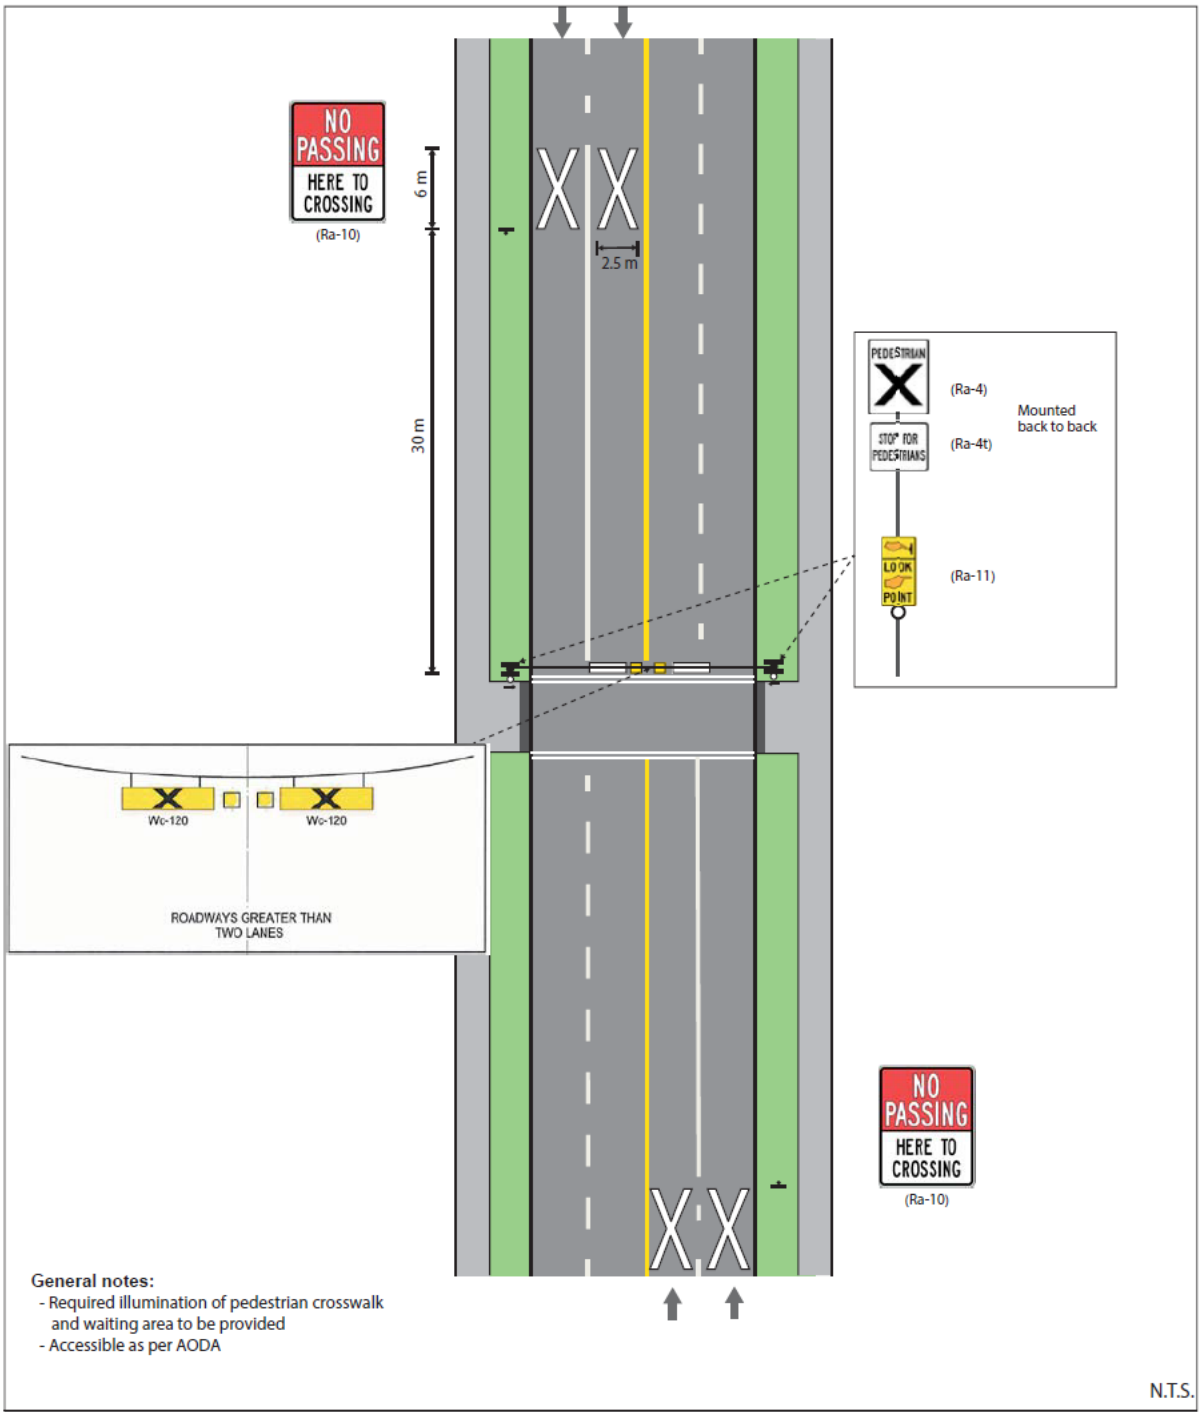 NO
PASSING
HERE TO
CROSSING
(Ra-10)
6 m
2.5 m
30 m
PEDESTRIAN
X
(Ra-4)
Mounted
back to back
STOP FOR
PEDESTRIANS
(Ra-4t)
LOOK
POINT
(Ra-11)
Wc-120
Wc-120
ROADWAYS GREATER THAN
TWO LANES
NO
PASSING
HERE TO
CROSSING
(Ra-10)
General notes:
- Required illumination of pedestrian crosswalk
and waiting area to be provided
- Accessible as per AODA
N.T.S.